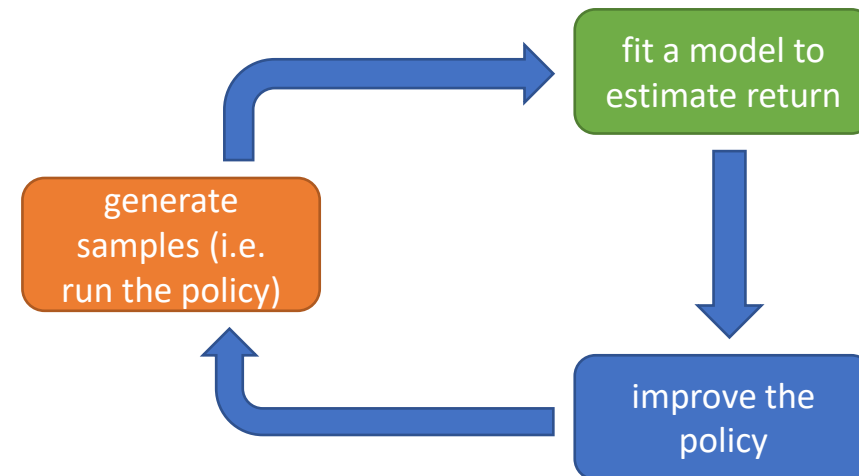 fit a model to
estimate return
generate
samples (i.e.
run the policy)
improve the
policy